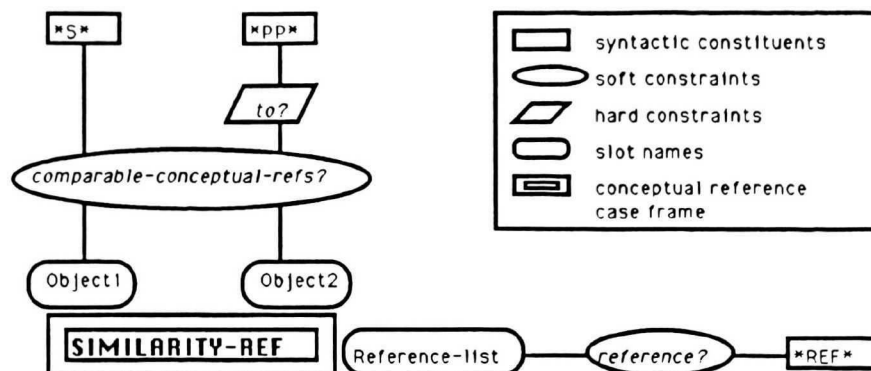 *S*
*PP*
to?
comparable-conceptual-refs?
Object1
Object2
SIMILARITY-REF
Reference-list
reference?
*REF*
syntactic constituents
soft constraints
hard constraints
slot names
conceptual reference
case frame